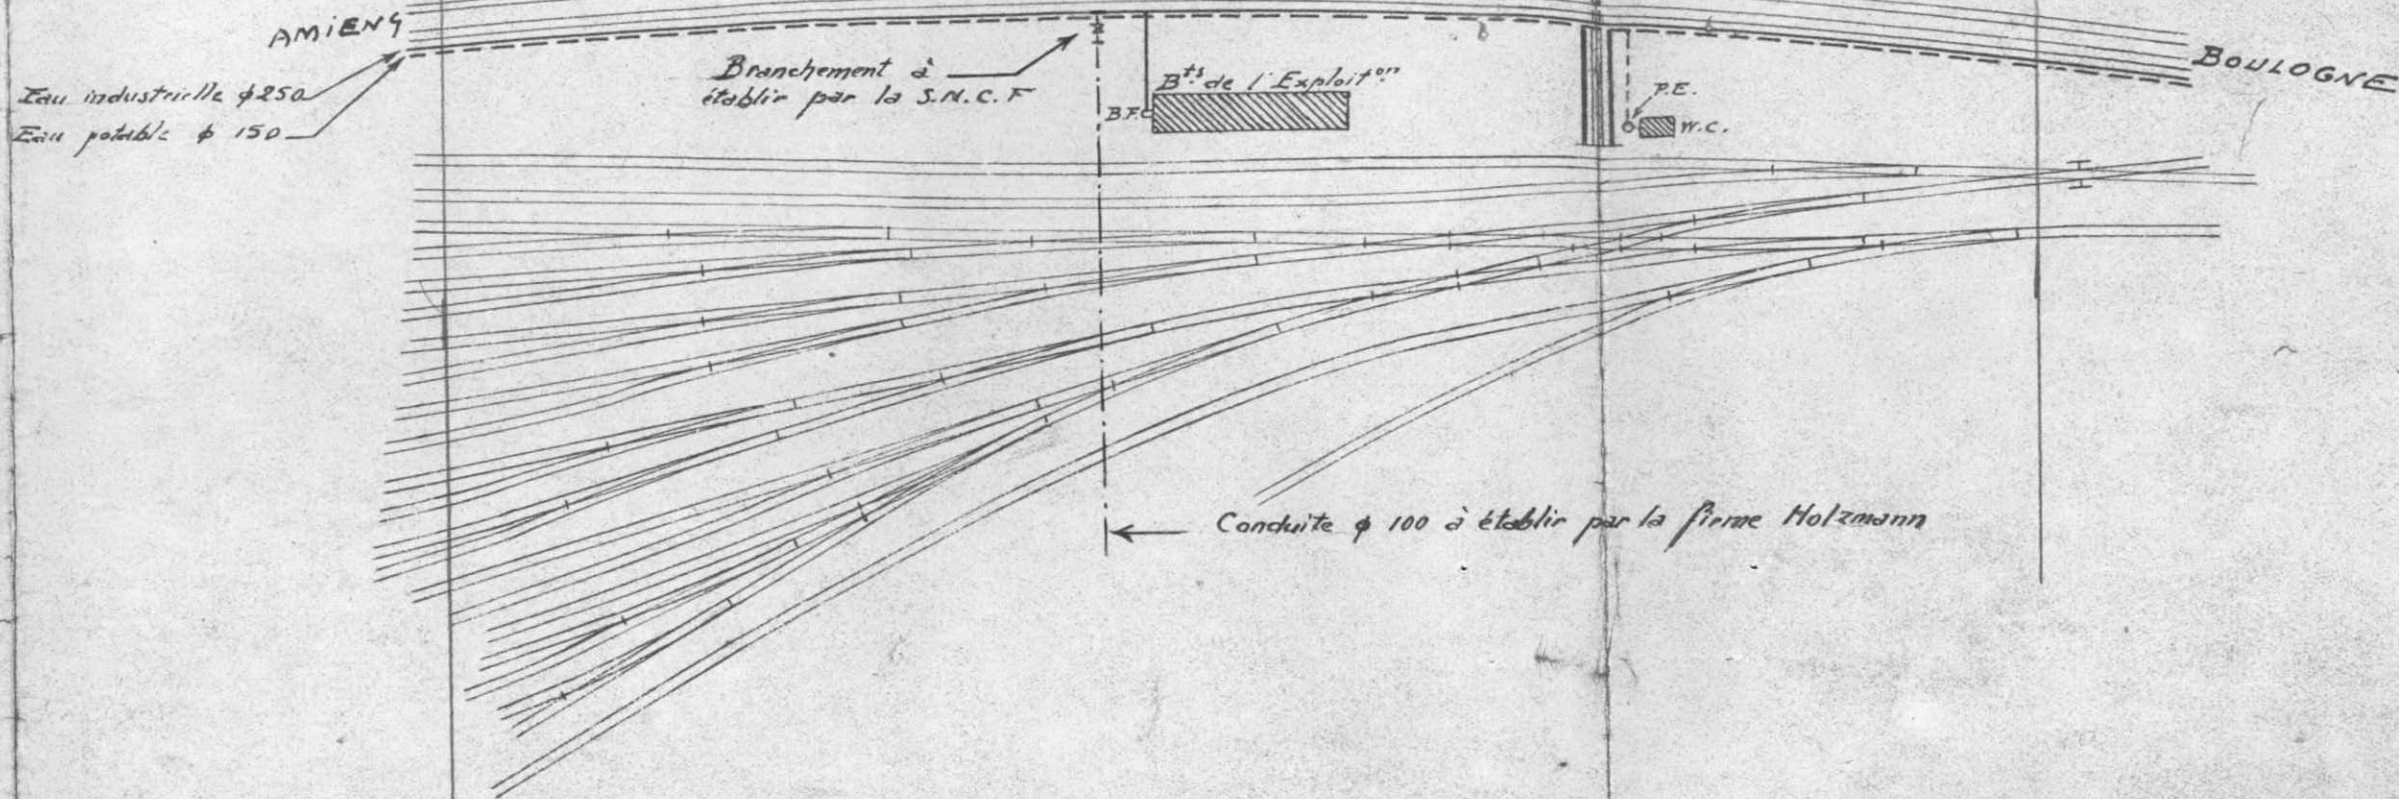 AMIENS
BOULOGNE
Eau industrielle ϕ250
Eau potable ϕ 150
Branchement à
établir par la S.N.C.F
Bts de l'Exploiton
B.F.
P.E.
W.C.
Conduite ϕ 100 à établir par la firme Holzmann